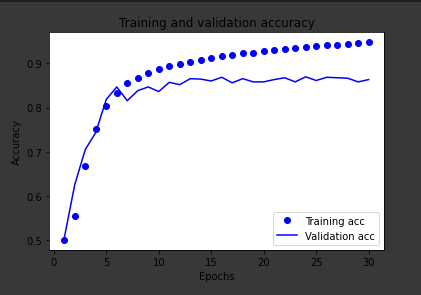 Training and validation accuracy
0.9
0.8
0.7
0.6
0.5
Accuracy
Training acc
Validation acc
0 5 10 15 20 25 30
Epochs